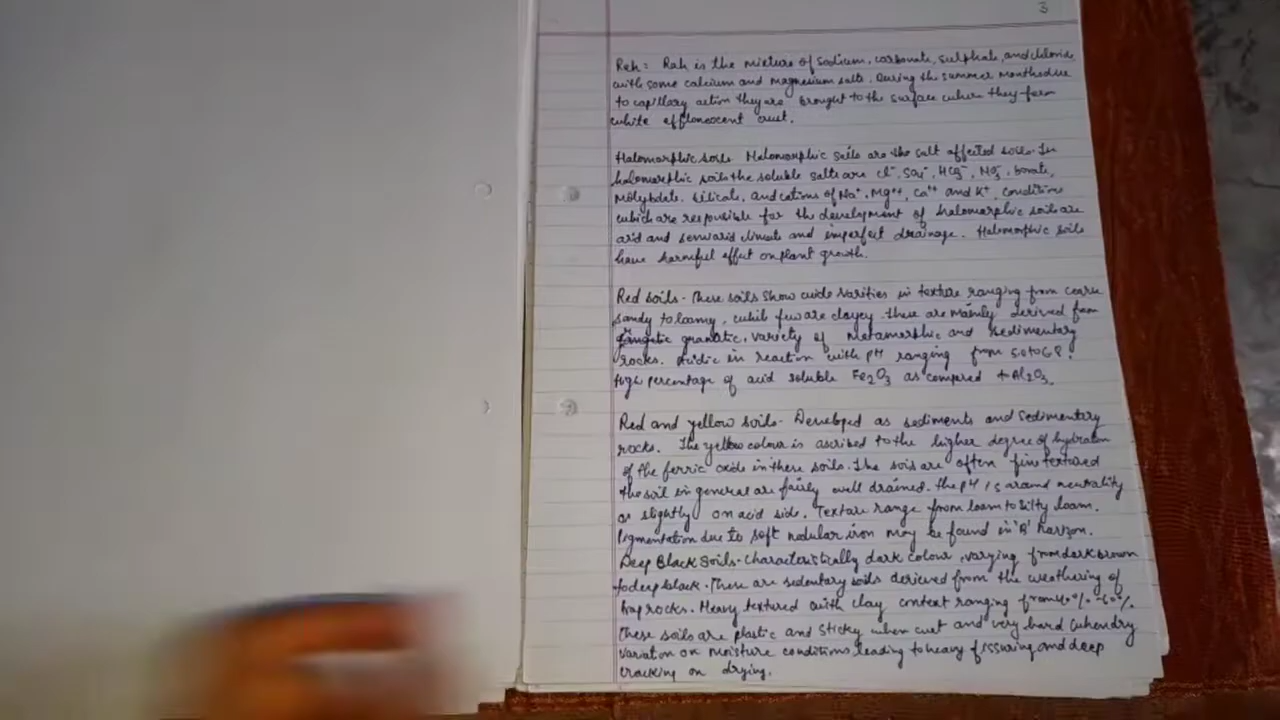 3
Reh: Reh is the mixture of sodium, carbonate, sulphate, and chloride
with some calcium and magnesium salts. During the summer months due
to capillary action they are brought to the surface where they form
white efflorescent crust.
Halomorphic soils Halomorphic soils are the salt affected soils. In
halomorphic soils the soluble salts are Cl⁻, SO₄⁻, HCO₃⁻, NO₃⁻, borate,
Molybdate, silicate, and cations of Na⁺, Mg⁺⁺, Ca⁺⁺ and K⁺. Conditions
which are responsible for the development of halomorphic soils are
arid and semiarid climate and imperfect drainage. Halomorphic soils
have harmful effect on plant growth.
Red soils - These soils show wide varities in texture ranging from coarse
sandy to loamy, while few are clayey. These are mainly derived from
granatic, variety of metamorphic and sedimentary
rocks. Acidic in reaction with pH ranging from 5.0 to 6.8.
High percentage of acid soluble Fe₂O₃ as compared + Al₂O₃.
Red and yellow soils - Developed as sediments and sedimentary
rocks. The yellow colour is ascribed to the higher degree of hydration
of the ferric oxide in these soils. The soils are often fine textured
the soil in general are fairly well drained. the pH is around neutrality
or slightly on acid side. Texture range from loam to silty loam.
Pigmentation due to soft nodular iron may be found in 'B' horizon.
Deep Black Soils - Characteristically dark colour, varying from dark brown
to deep black. These are sedentary soils derived from the weathering of
trap rocks. Heavy textured with clay content ranging from 40% - 60%.
These soils are plastic and sticky when wet and very hard when dry
variation on moisture conditions, leading to heavy fissuring and deep
cracking on drying.